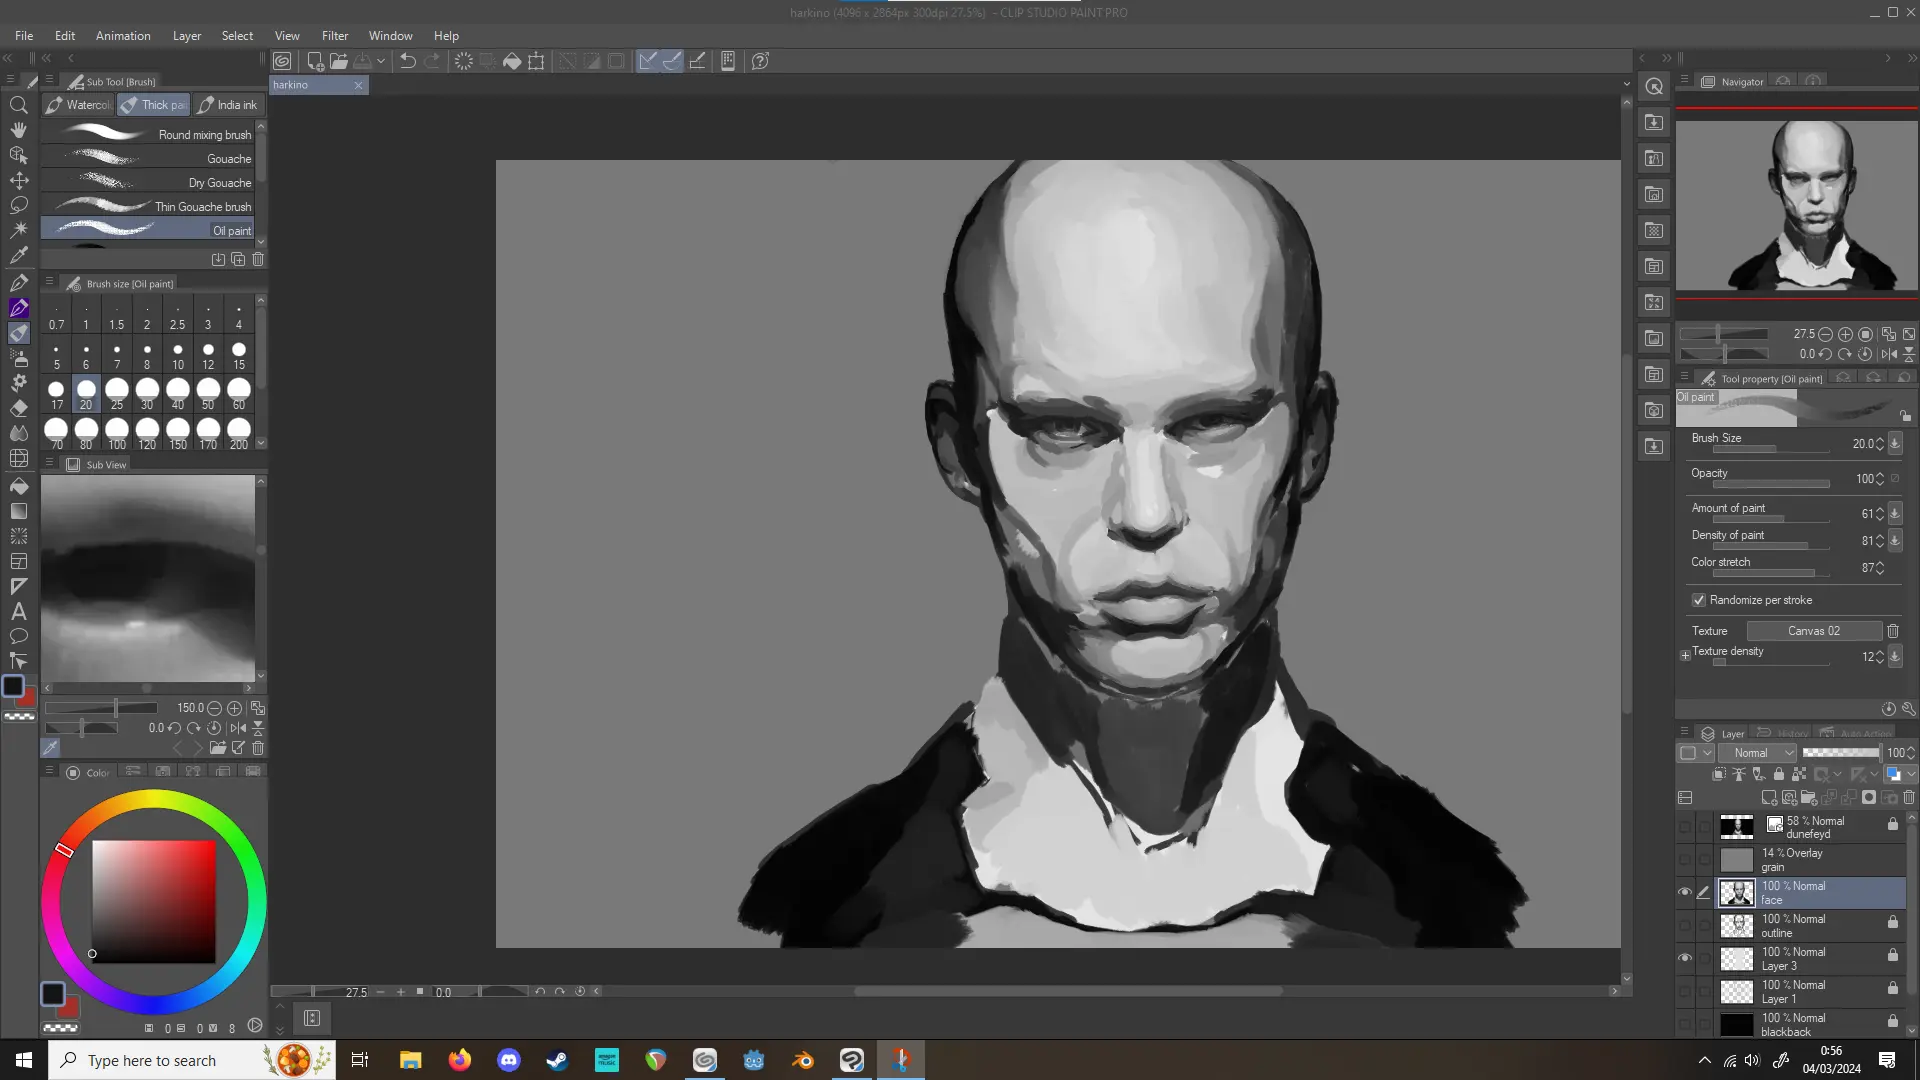 harkino (4096 x 2864px 300dpi 27.5%) - CLIP STUDIO PAINT PRO
File Edit Animation Layer Select View Filter Window Help
harkino
Sub Tool [Brush]
Watercol Thick pai India ink
Round mixing brush
Gouache
Dry Gouache
Thin Gouache brush
Oil paint
Brush size [Oil paint]
0.7 1 1.5 2 2.5 3 4
5 6 7 8 10 12 15
17 20 25 30 40 50 60
70 80 100 120 150 170 200
Sub View
150.0
0.0
Color
0 0 8
27.5 0.0
Navigator
27.5
0.0
Tool property [Oil paint]
Oil paint
Brush Size 20.0
Opacity 100
Amount of paint 61
Density of paint 81
Color stretch 87
Randomize per stroke
Texture Canvas 02
Texture density 12
Layer History Auto Action
Normal 100
58 % Normal
dunefeyd
14 % Overlay
grain
100 % Normal
face
100 % Normal
outline
100 % Normal
Layer 3
100 % Normal
Layer 1
100 % Normal
blackback
Type here to search
0:56
04/03/2024